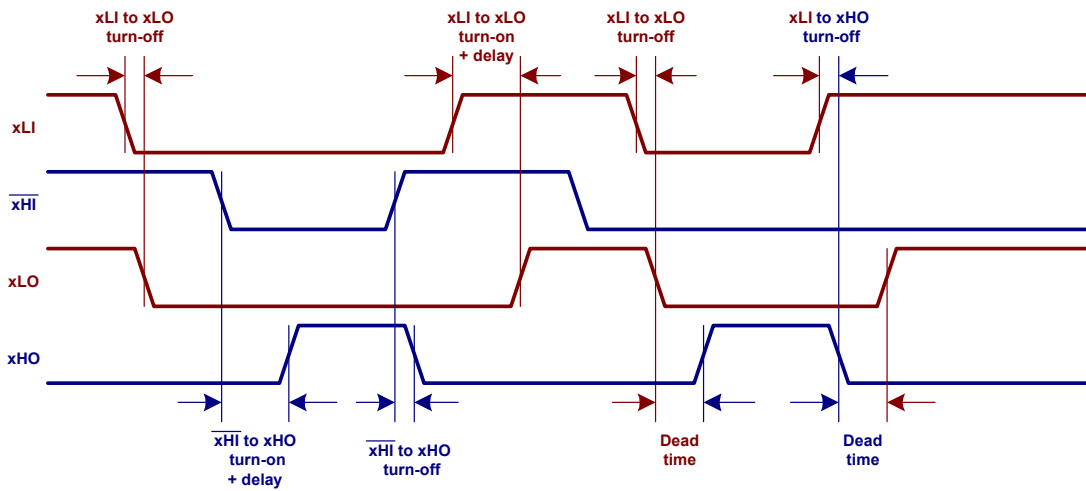 xLI to xLO
turn-off
xLI to xLO
turn-on
+ delay
xLI to xLO
turn-off
xLI to xHO
turn-off
xLI
xHI
xLO
xHO
xHI to xHO
turn-on
+ delay
xHI to xHO
turn-off
Dead
time
Dead
time